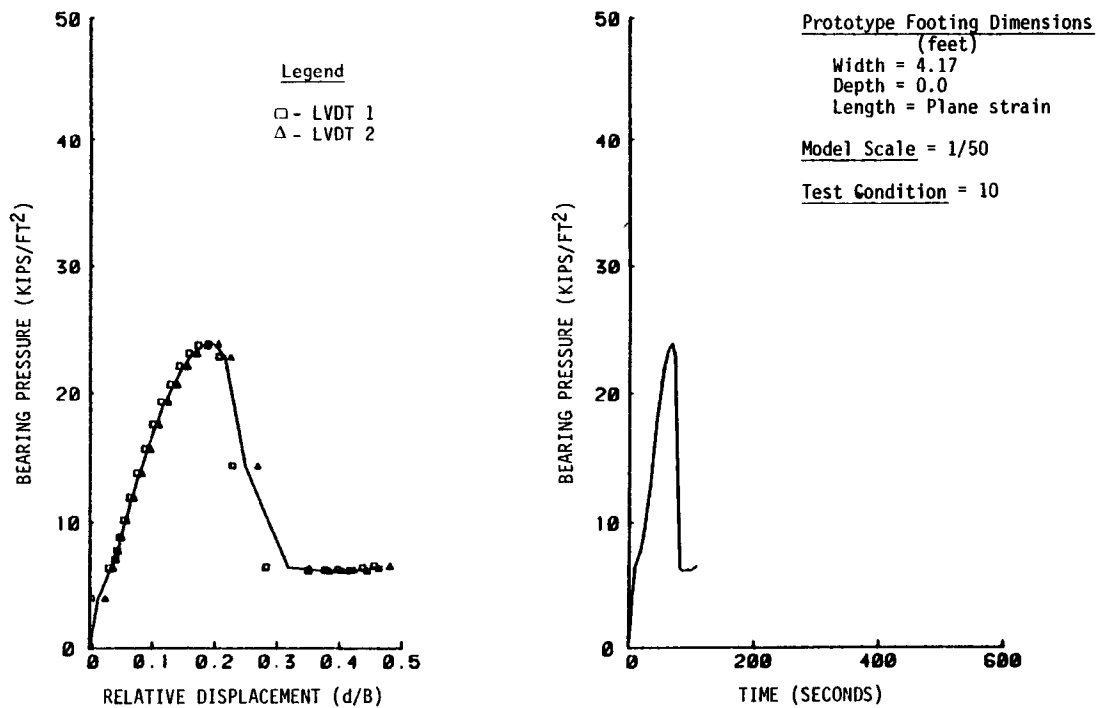 50
40
30
20
10
0
BEARING PRESSURE (KIPS/FT²)
Legend
□ - LVDT 1
△ - LVDT 2
0 0.1 0.2 0.3 0.4 0.5
RELATIVE DISPLACEMENT (d/B)
50
40
30
20
10
0
BEARING PRESSURE (KIPS/FT²)
0 200 400 600
TIME (SECONDS)
Prototype Footing Dimensions
(feet)
Width = 4.17
Depth = 0.0
Length = Plane strain
Model Scale = 1/50
Test Condition = 10